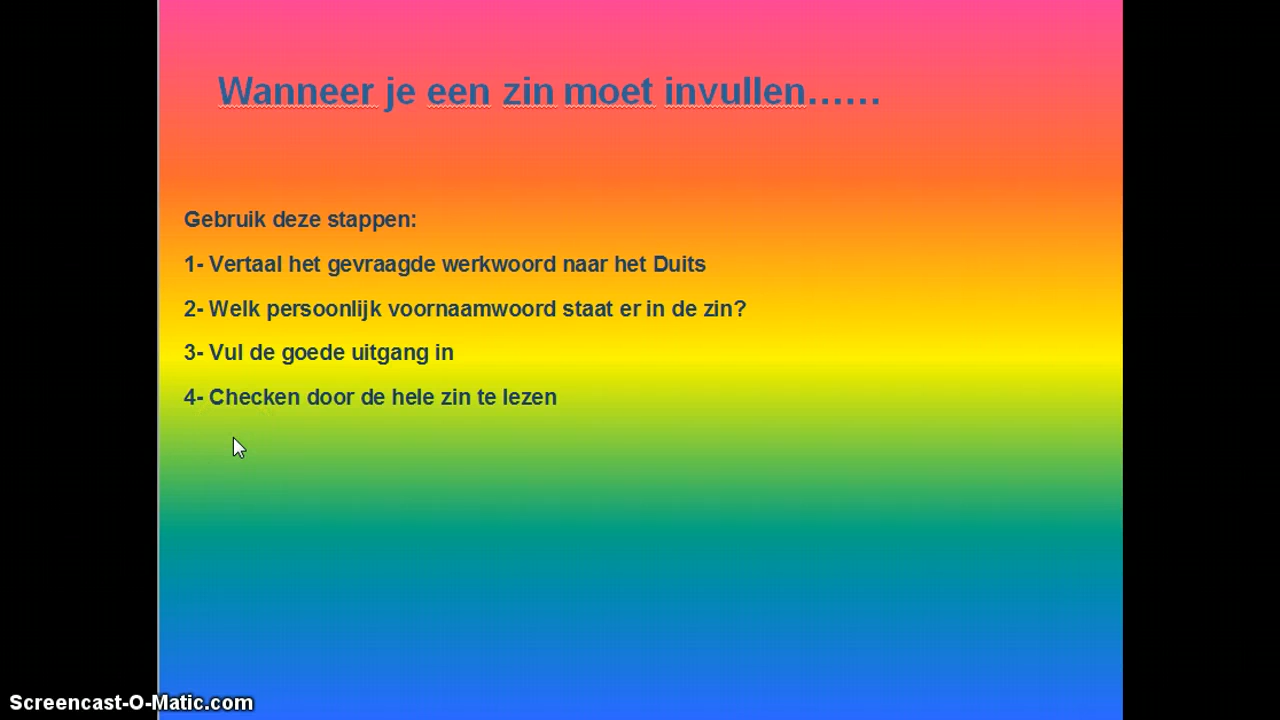 Wanneer je een zin moet invullen......
Gebruik deze stappen:
1- Vertaal het gevraagde werkwoord naar het Duits
2- Welk persoonlijk voornaamwoord staat er in de zin?
3- Vul de goede uitgang in
4- Checken door de hele zin te lezen
Screencast-O-Matic.com